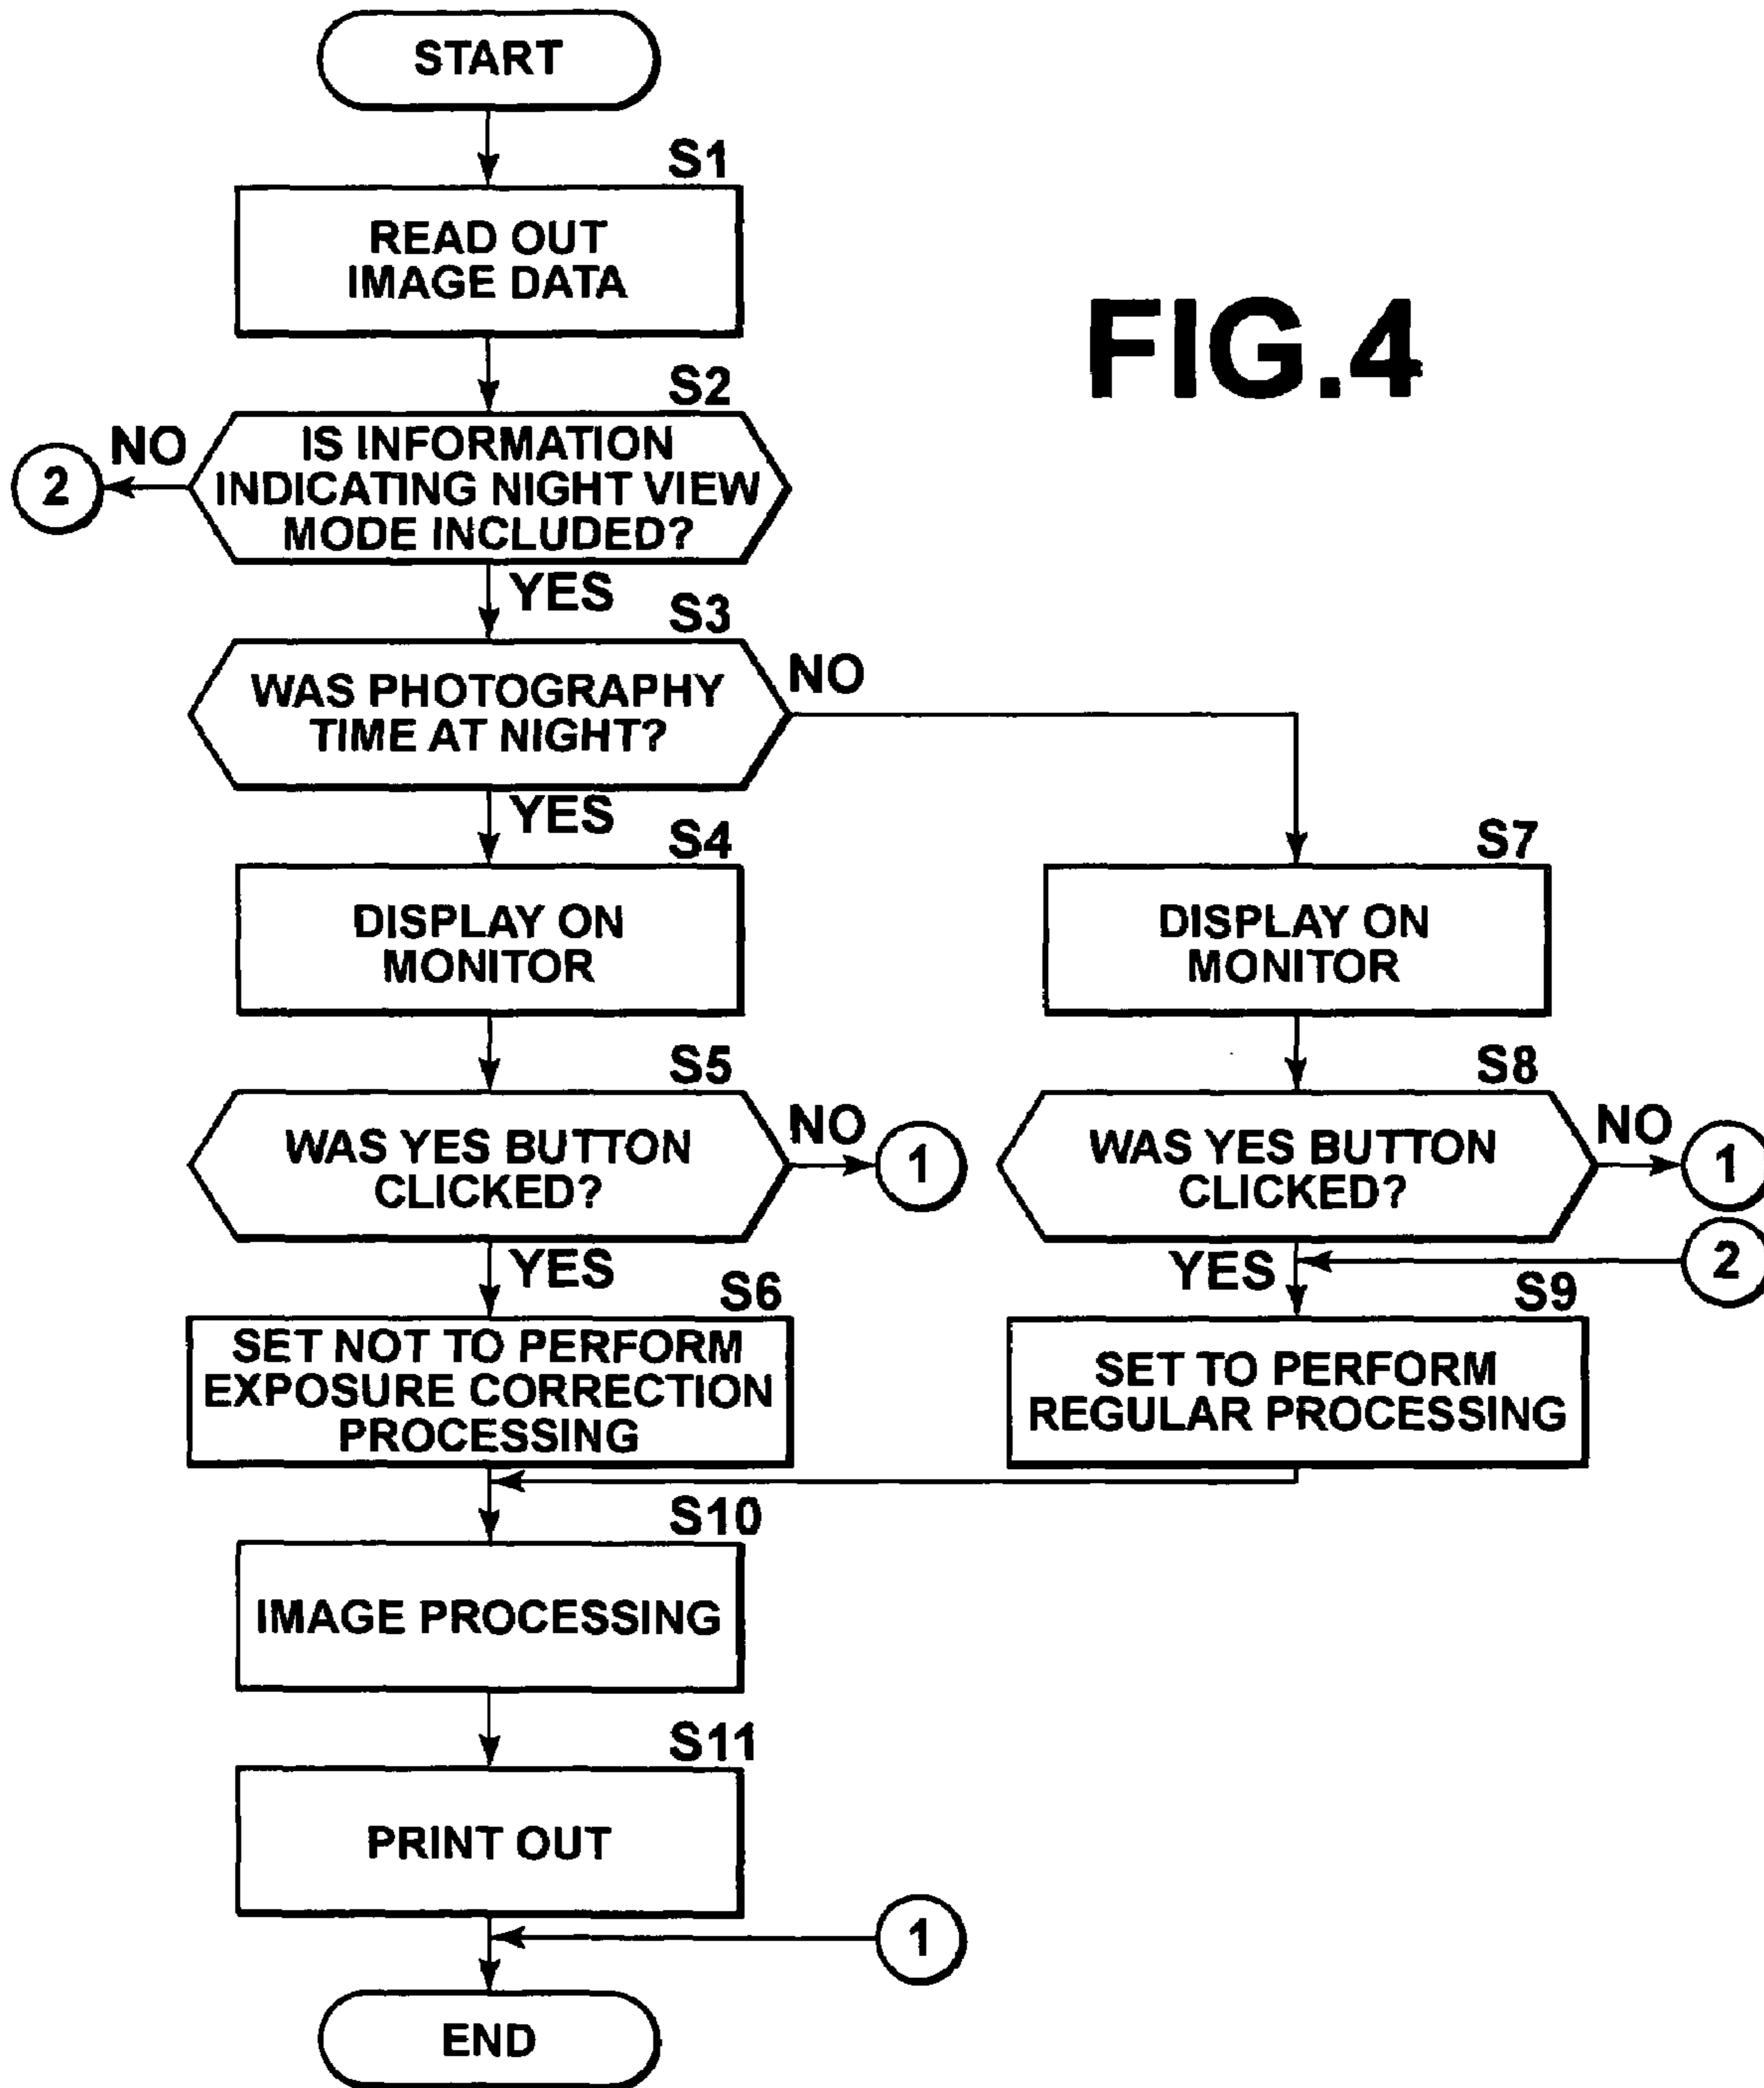 START
S1
READ OUT
IMAGE DATA
FIG.4
S2
IS INFORMATION
INDICATING NIGHT VIEW
MODE INCLUDED?
NO
2
YES
S3
WAS PHOTOGRAPHY
TIME AT NIGHT?
NO
YES
S4
DISPLAY ON
MONITOR
S7
DISPLAY ON
MONITOR
S5
WAS YES BUTTON
CLICKED?
NO
1
YES
S8
WAS YES BUTTON
CLICKED?
NO
1
2
YES
S6
SET NOT TO PERFORM
EXPOSURE CORRECTION
PROCESSING
S9
SET TO PERFORM
REGULAR PROCESSING
S10
IMAGE PROCESSING
S11
PRINT OUT
1
END